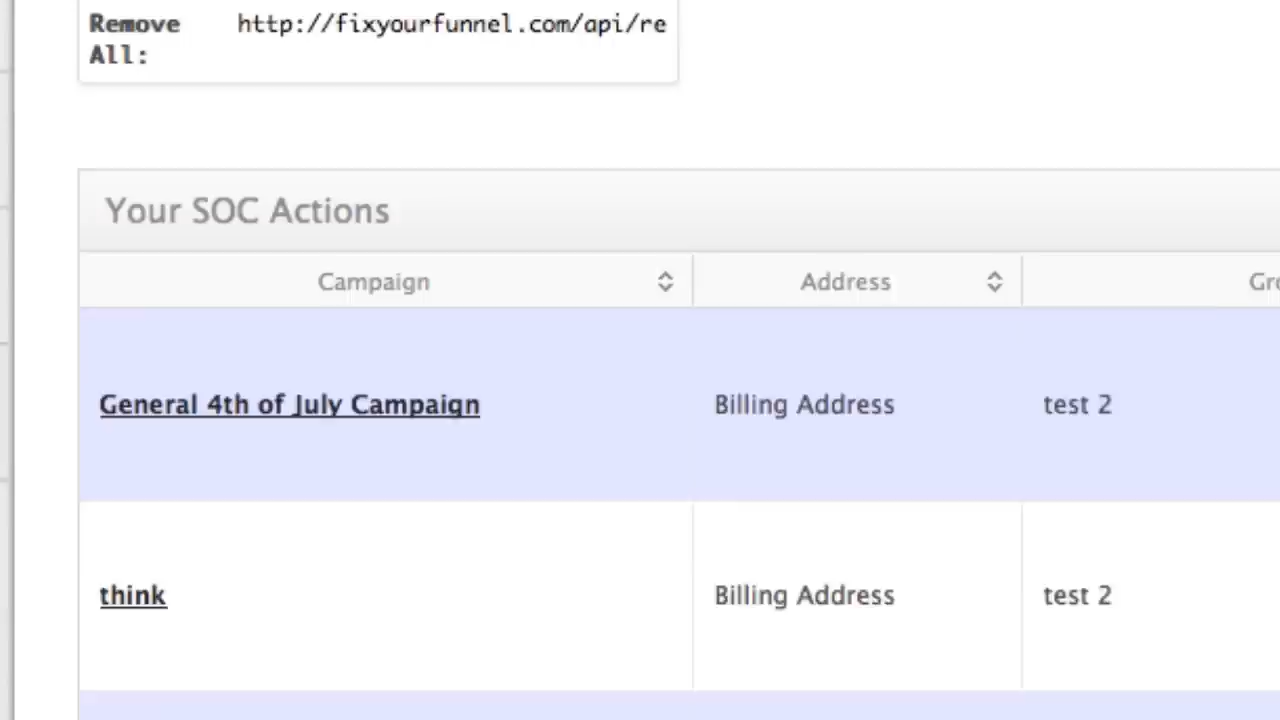 Remove http://fixyourfunnel.com/api/re
All:
Your SOC Actions
Campaign Address Gr
General 4th of July Campaign Billing Address test 2
think Billing Address test 2